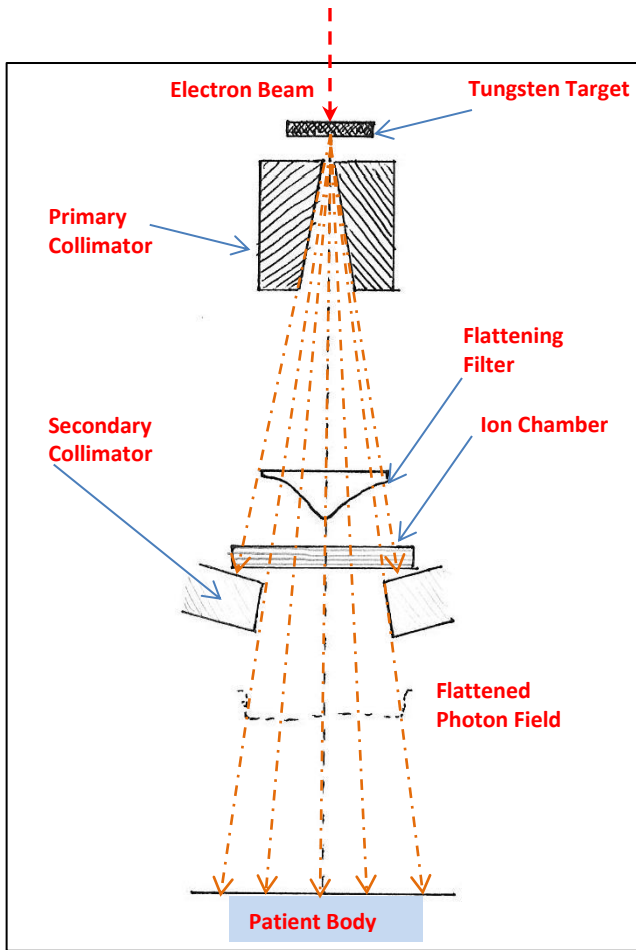 Electron Beam
Tungsten Target
Primary
Collimator
Flattening
Filter
Ion Chamber
Secondary
Collimator
Flattened
Photon Field
Patient Body